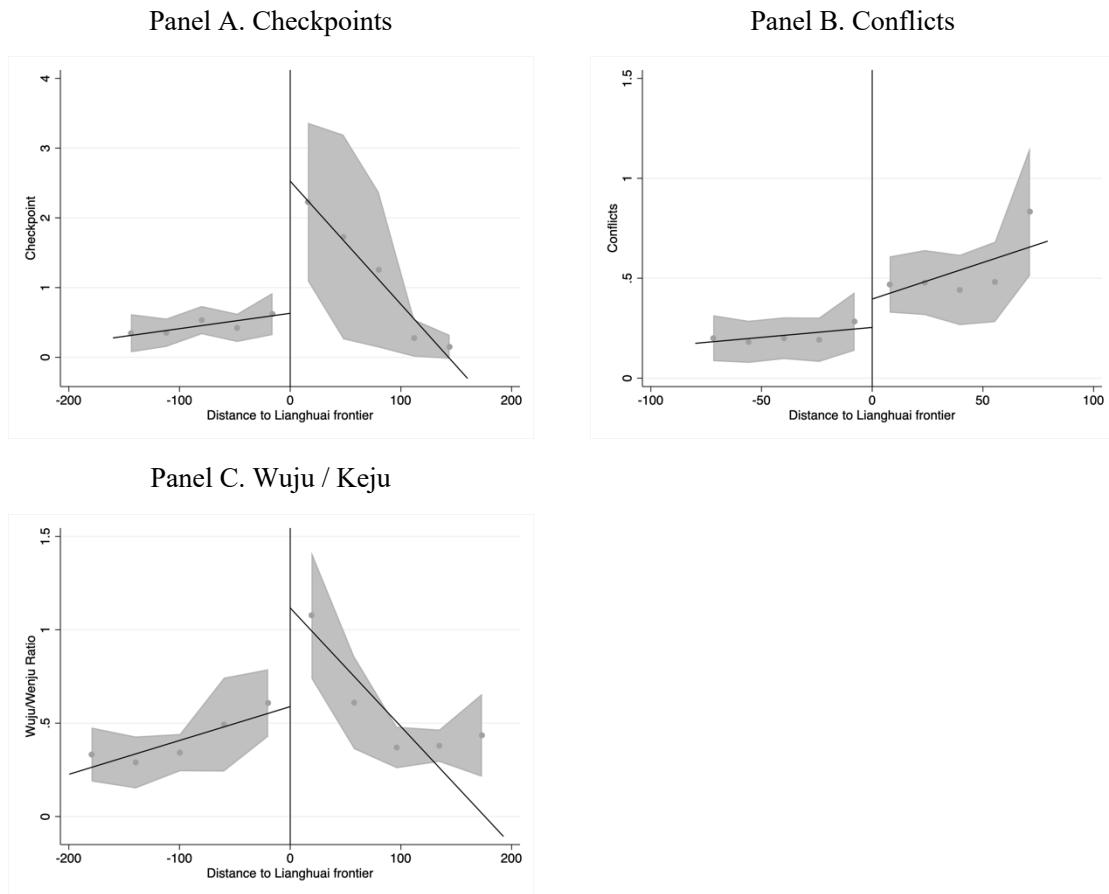 Panel A. Checkpoints
4
3
2
1
0
Checkpoint
-200 -100 0 100 200
Distance to Lianghuai frontier
Panel B. Conflicts
1.5
1
.5
0
Conflicts
-100 -50 0 50 100
Distance to Lianghuai frontier
Panel C. Wuju / Keju
1.5
1
.5
0
Wuju/Wenju Ratio
-200 -100 0 100 200
Distance to Lianghuai frontier